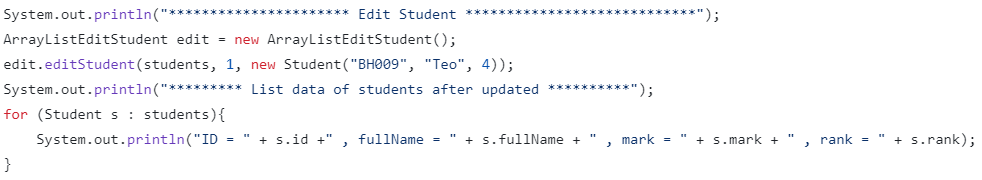 System.out.println("********************** Edit Student ****************************");
ArrayListEditStudent edit = new ArrayListEditStudent();
edit.editStudent(students, 1, new Student("BH009", "Teo", 4));
System.out.println("********* List data of students after updated **********");
for (Student s : students){
    System.out.println("ID = " + s.id +" , fullName = " + s.fullName + " , mark = " + s.mark + " , rank = " + s.rank);
}